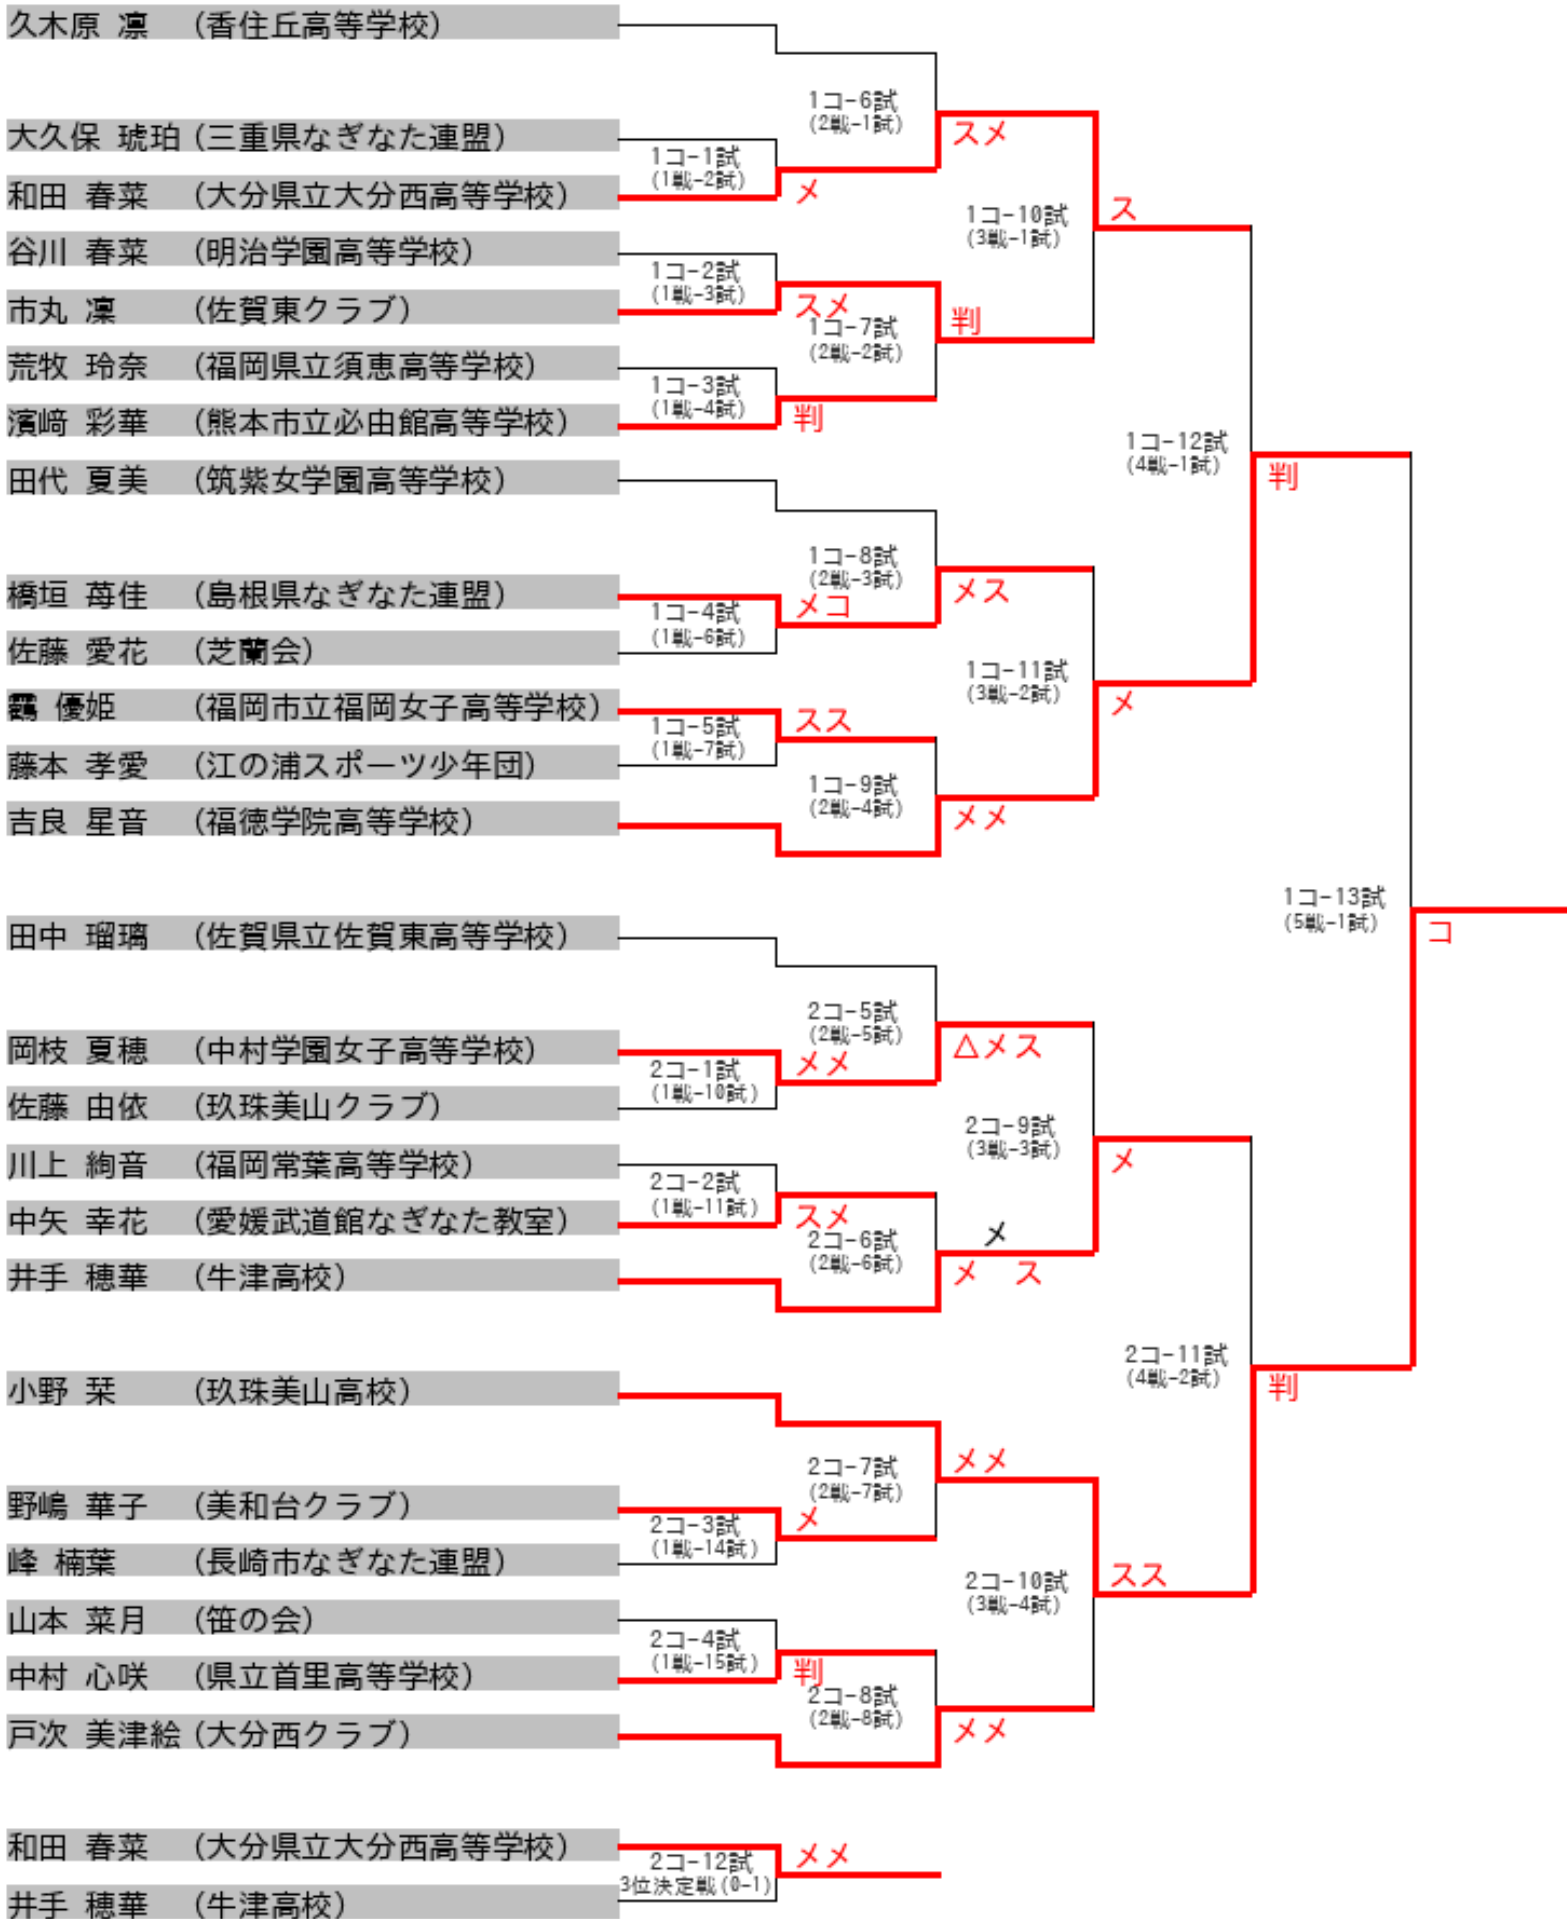 久木原 凛 (香住丘高等学校)
1コ-6試
(2戦-1試)
スメ
大久保 琥珀 (三重県なぎなた連盟)
1コ-1試
(1戦-2試)
メ
和田 春菜 (大分県立大分西高等学校)
1コ-10試
(3戦-1試)
ス
谷川 春菜 (明治学園高等学校)
1コ-2試
(1戦-3試)
スメ
市丸 凜 (佐賀東クラブ)
1コ-7試
(2戦-2試)
判
荒牧 玲奈 (福岡県立須恵高等学校)
1コ-3試
(1戦-4試)
判
濱﨑 彩華 (熊本市立必由館高等学校)
1コ-12試
(4戦-1試)
判
田代 夏美 (筑紫女学園高等学校)
1コ-8試
(2戦-3試)
メス
橋垣 苺佳 (島根県なぎなた連盟)
1コ-4試
(1戦-6試)
メコ
佐藤 愛花 (芝蘭会)
1コ-11試
(3戦-2試)
メ
優姫 (福岡市立福岡女子高等学校)
1コ-5試
(1戦-7試)
スス
藤本 孝愛 (江の浦スポーツ少年団)
1コ-9試
(2戦-4試)
メメ
吉良 星音 (福徳学院高等学校)
1コ-13試
(5戦-1試)
コ
田中 瑠璃 (佐賀県立佐賀東高等学校)
2コ-5試
(2戦-5試)
△メス
岡枝 夏穂 (中村学園女子高等学校)
2コ-1試
(1戦-10試)
メメ
佐藤 由依 (玖珠美山クラブ)
2コ-9試
(3戦-3試)
メ
川上 絢音 (福岡常葉高等学校)
2コ-2試
(1戦-11試)
スメ
中矢 幸花 (愛媛武道館なぎなた教室)
2コ-6試
(2戦-6試)
メ
メ ス
井手 穂華 (牛津高校)
2コ-11試
(4戦-2試)
判
小野 栞 (玖珠美山高校)
2コ-7試
(2戦-7試)
メメ
野嶋 華子 (美和台クラブ)
2コ-3試
(1戦-14試)
メ
峰 楠葉 (長崎市なぎなた連盟)
2コ-10試
(3戦-4試)
スス
山本 菜月 (笹の会)
2コ-4試
(1戦-15試)
判
中村 心咲 (県立首里高等学校)
2コ-8試
(2戦-8試)
メメ
戸次 美津絵 (大分西クラブ)
和田 春菜 (大分県立大分西高等学校)
2コ-12試
3位決定戦(0-1)
メメ
井手 穂華 (牛津高校)